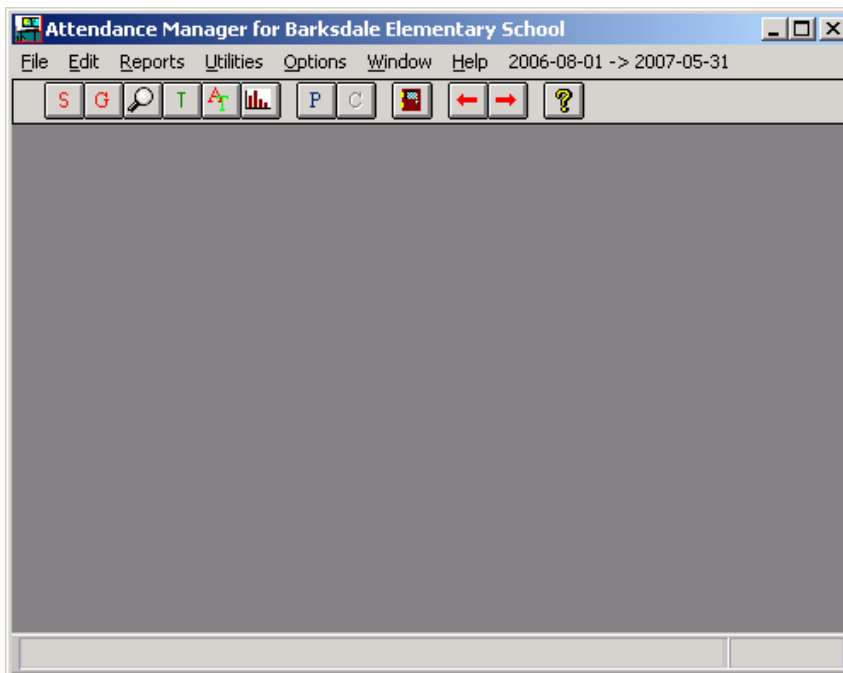 Attendance Manager for Barksdale Elementary School
File Edit Reports Utilities Options Window Help 2006-08-01 -> 2007-05-31
S G T AT P C ?